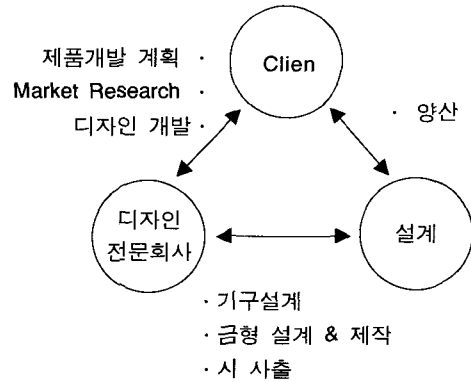 제품개발 계획 ·
Clien
Market Research ·
디자인 개발 ·
· 양산
디자인
전문회사
설계
· 기구설계
· 금형 설계 & 제작
· 시 사출